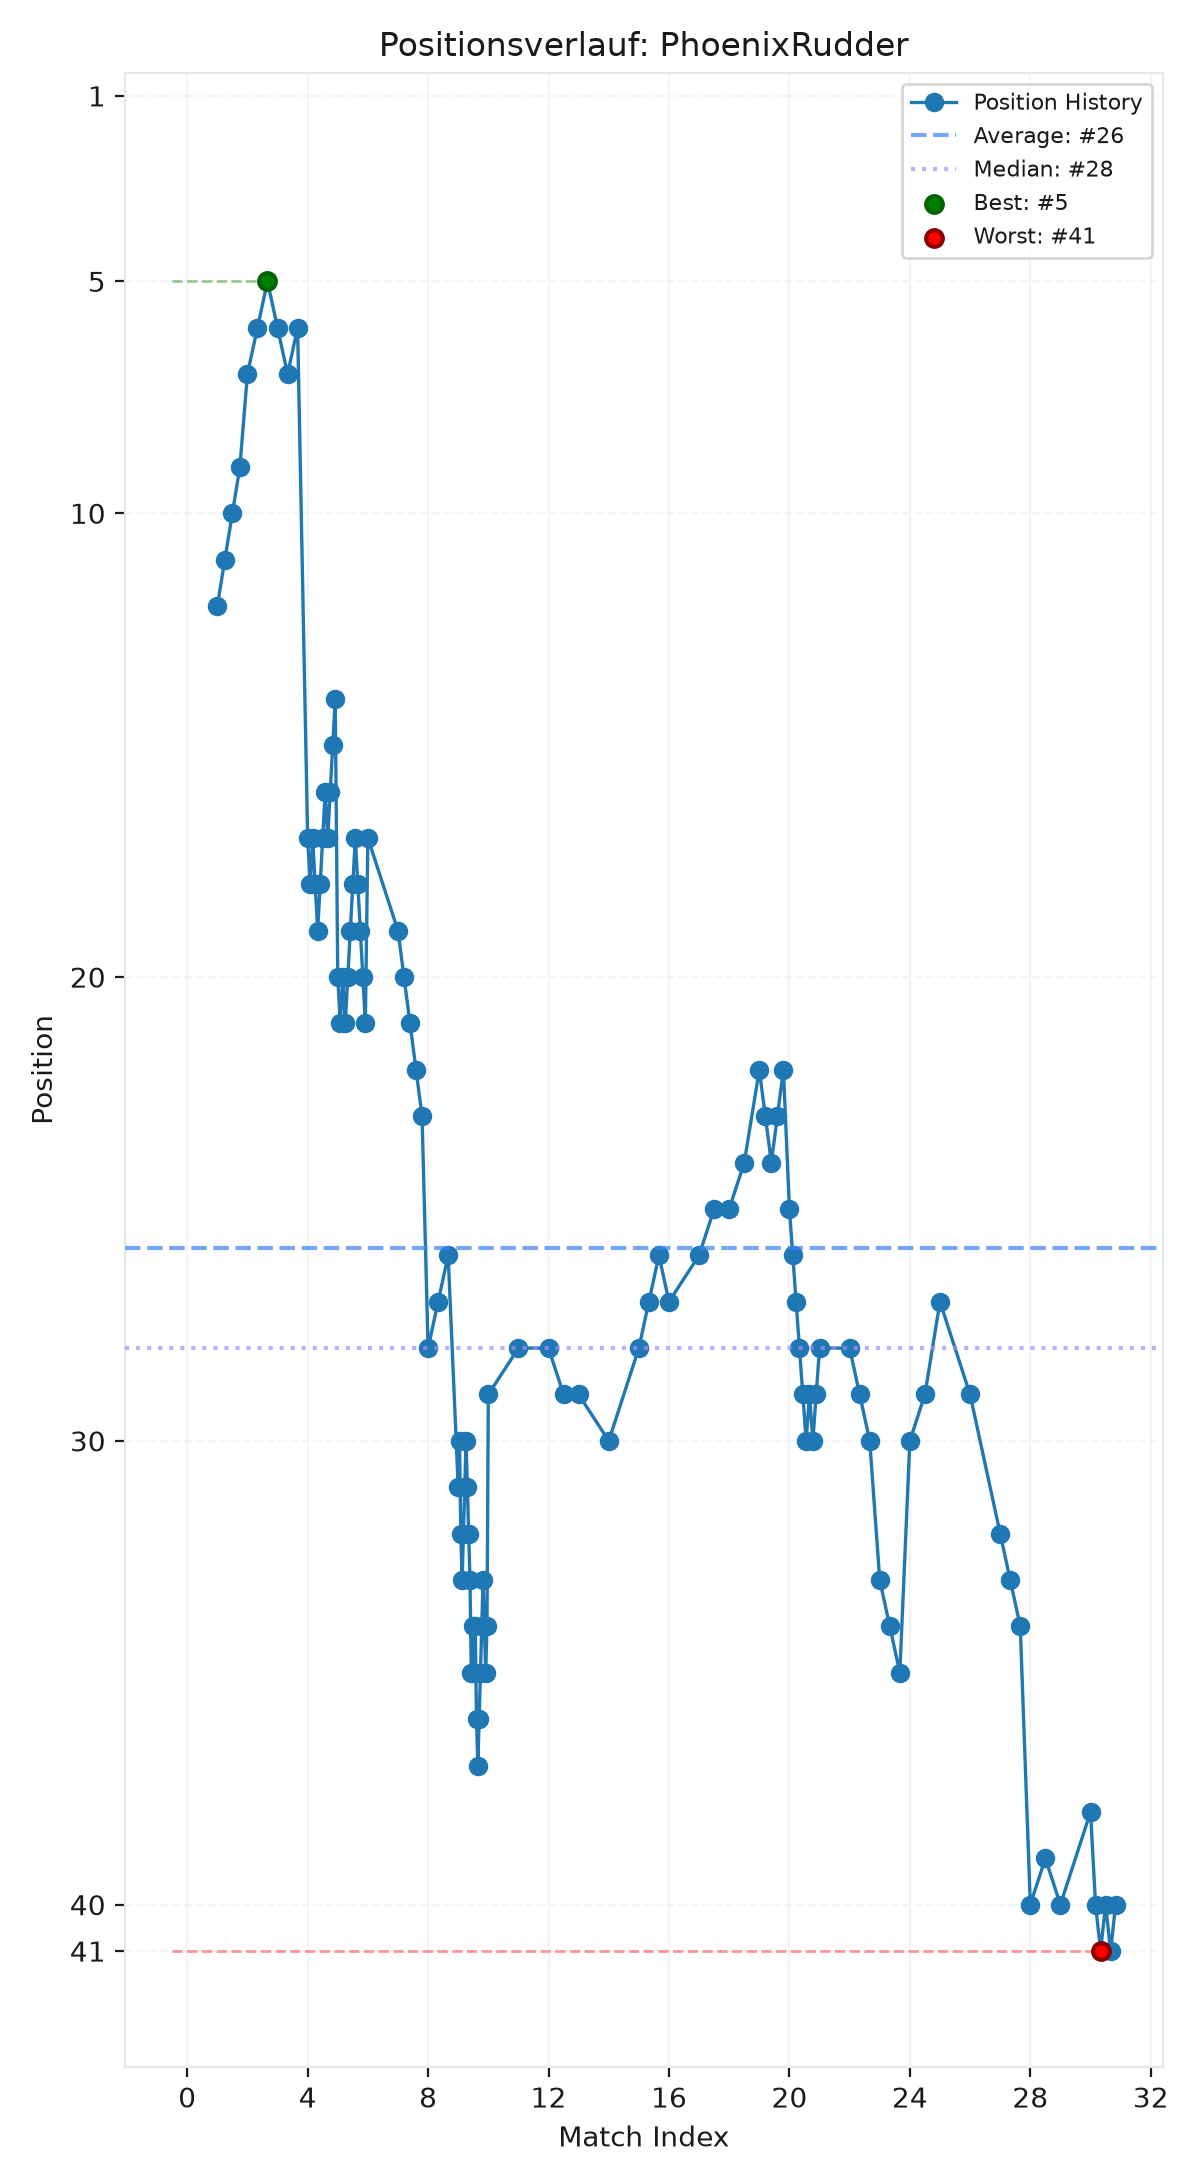 Positionsverlauf: PhoenixRudder
Position History
Average: #26
Median: #28
Best: #5
Worst: #41
Position
1
5
10
20
30
40
41
0 4 8 12 16 20 24 28 32
Match Index